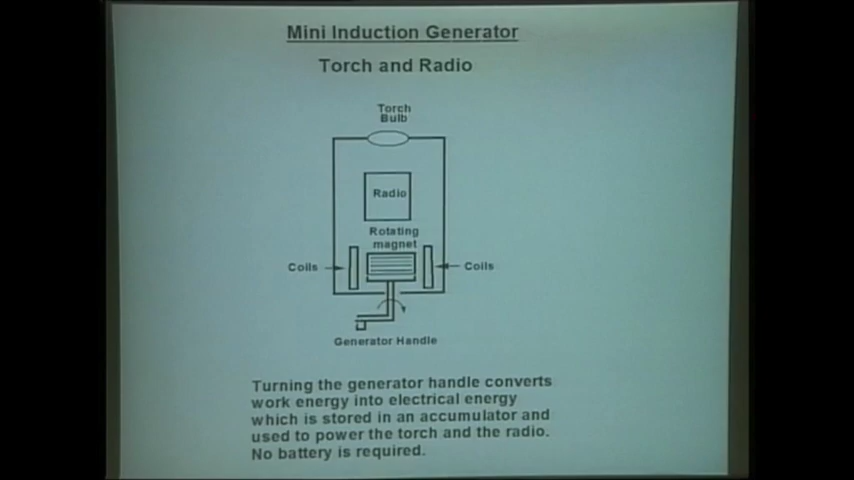 Mini Induction Generator
Torch and Radio
Torch
Bulb
Radio
Rotating
magnet
Coils
Coils
Generator Handle
Turning the generator handle converts
work energy into electrical energy
which is stored in an accumulator and
used to power the torch and the radio.
No battery is required.